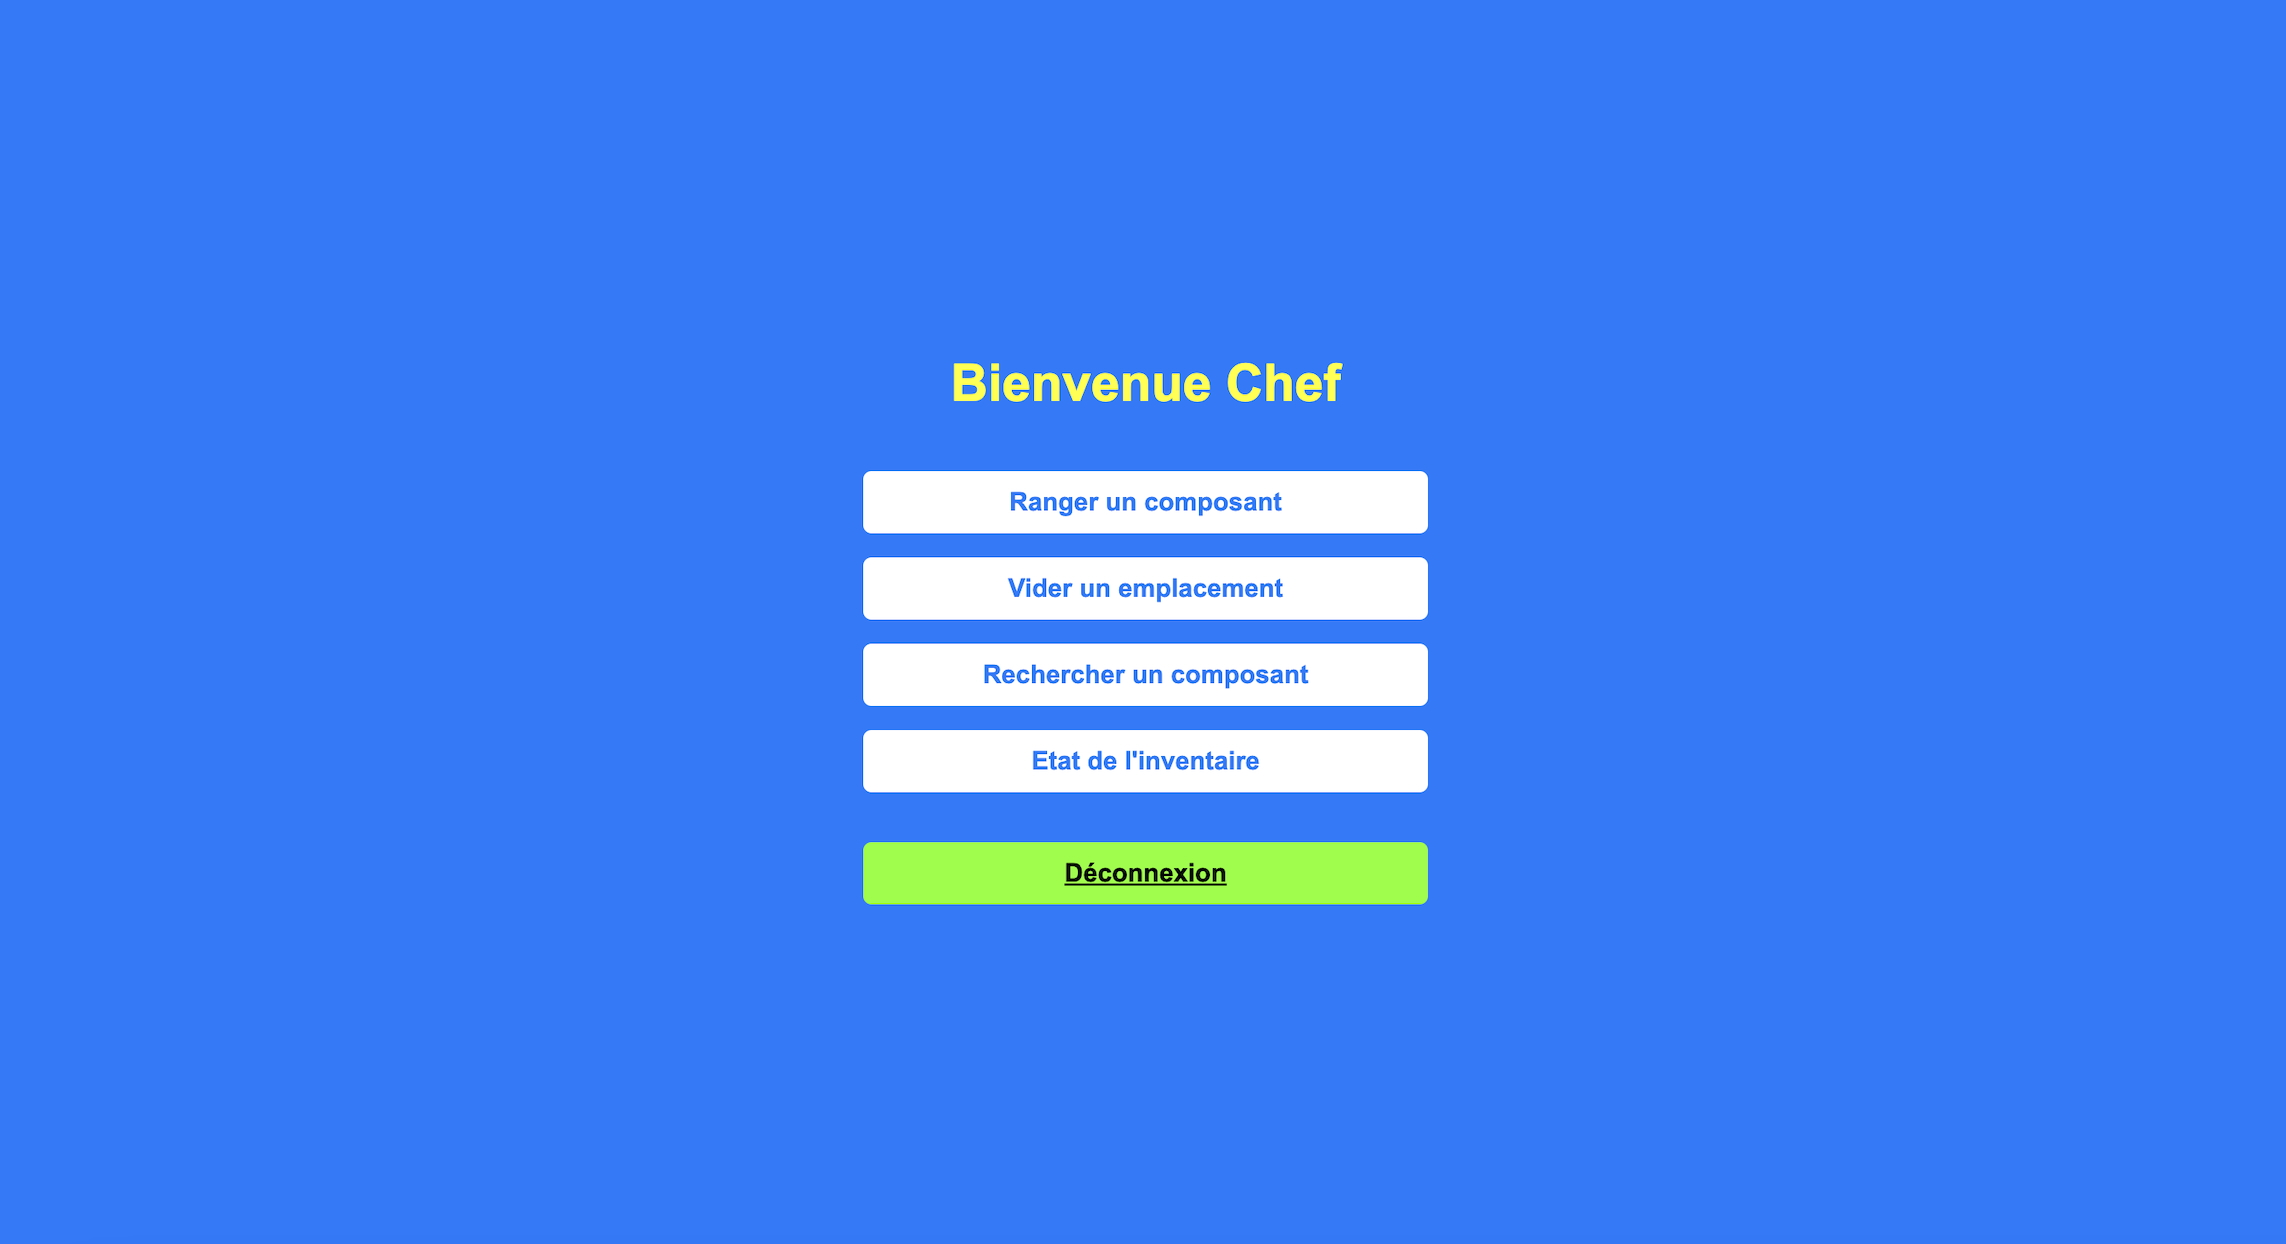 Bienvenue Chef
Ranger un composant
Vider un emplacement
Rechercher un composant
Etat de l'inventaire
Déconnexion